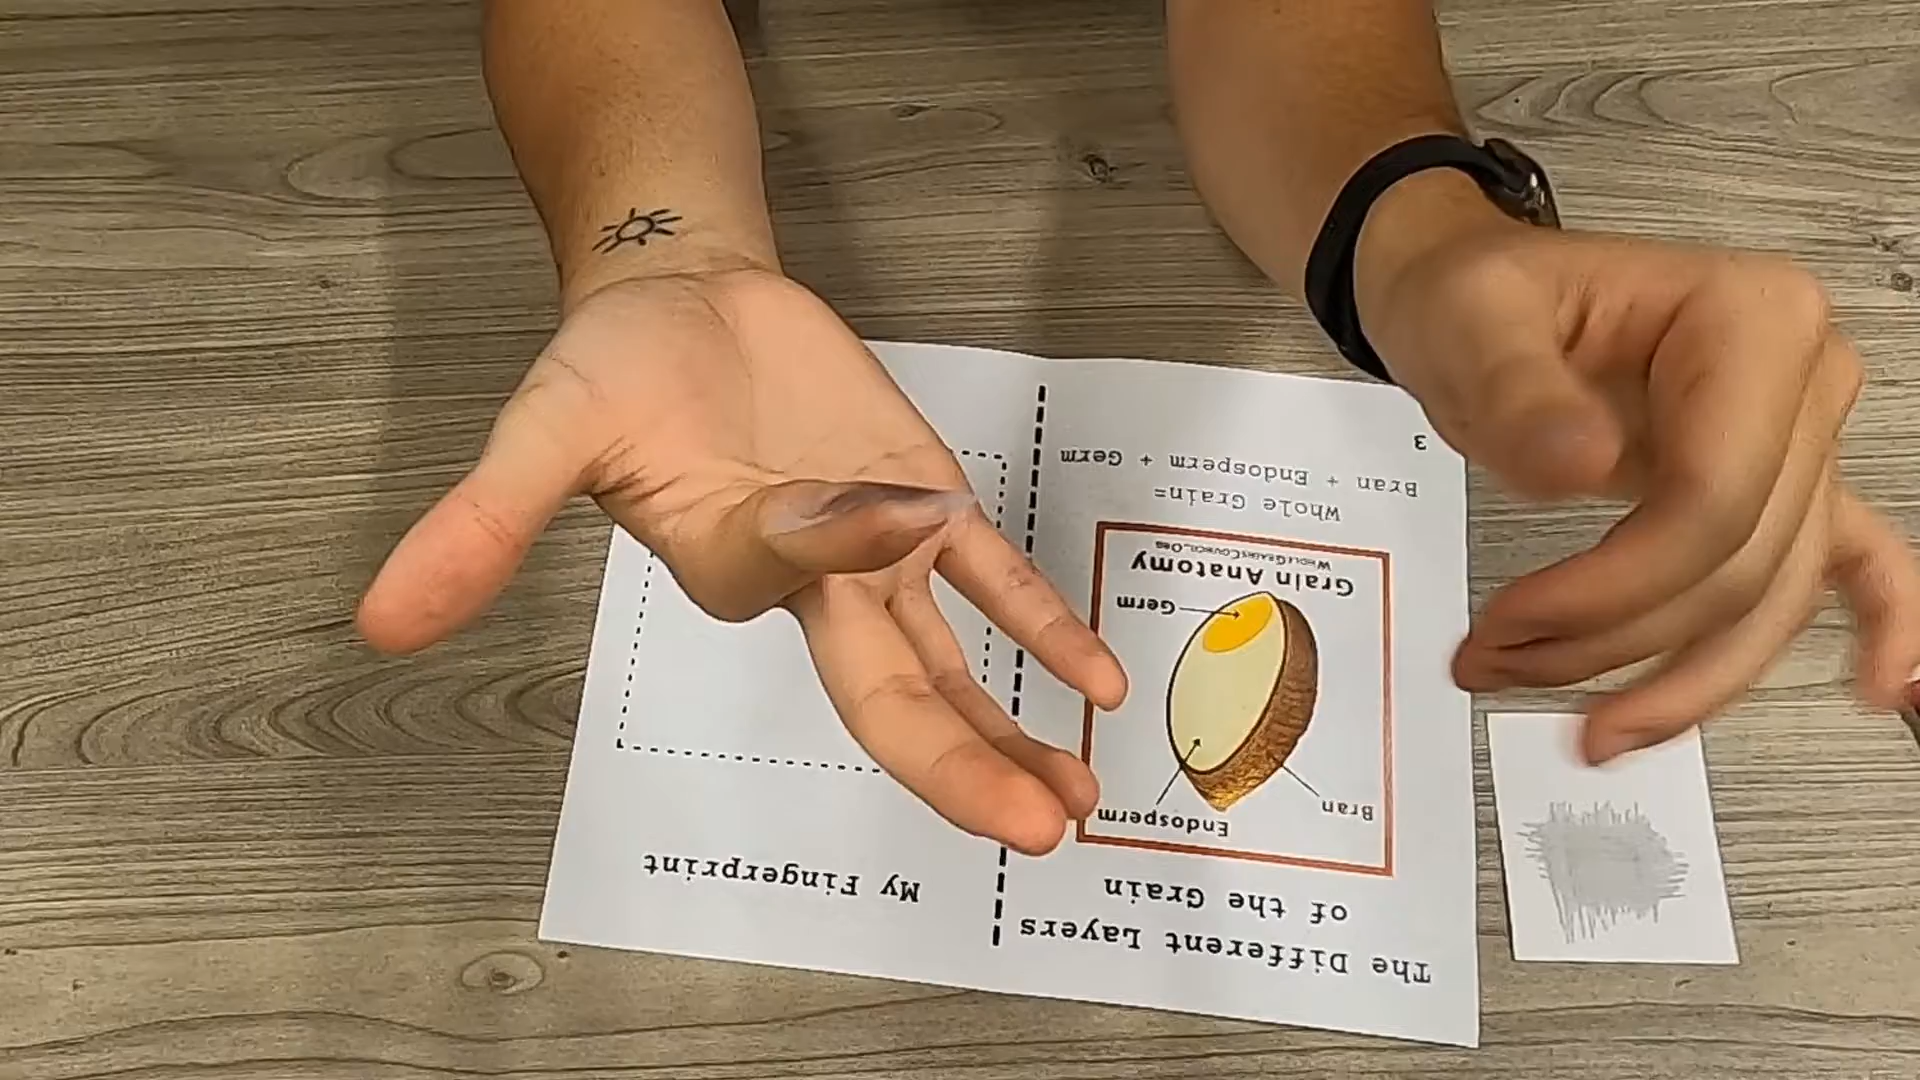 The Different Layers
of the Grain
Endosperm
Bran
Germ
Grain Anatomy
WholeGrainsCouncil.Org
Whole Grain=
Bran + Endosperm + Germ
3
My Fingerprint